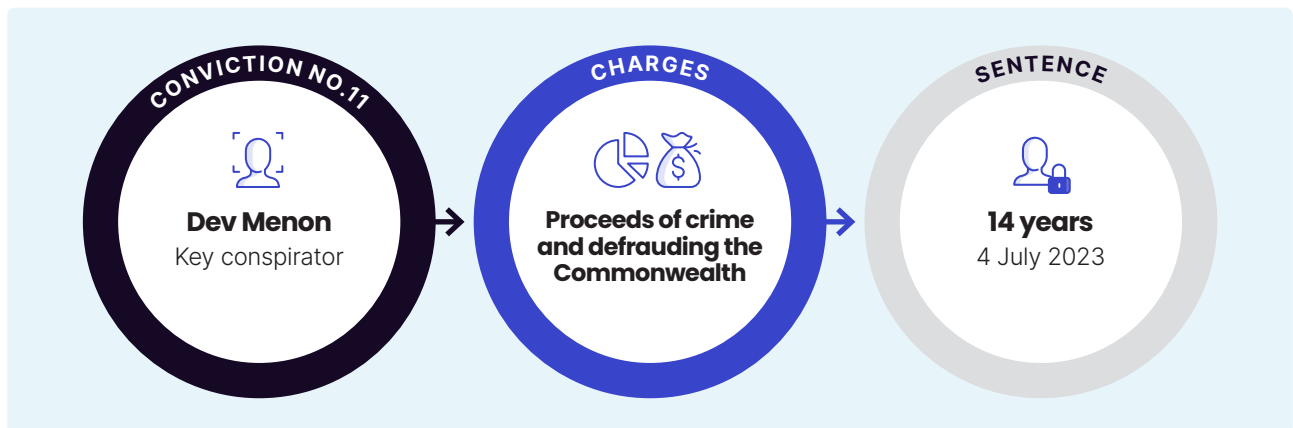 CONVICTION NO.11
Dev Menon
Key conspirator
CHARGES
$
Proceeds of crime
and defrauding the
Commonwealth
SENTENCE
14 years
4 July 2023